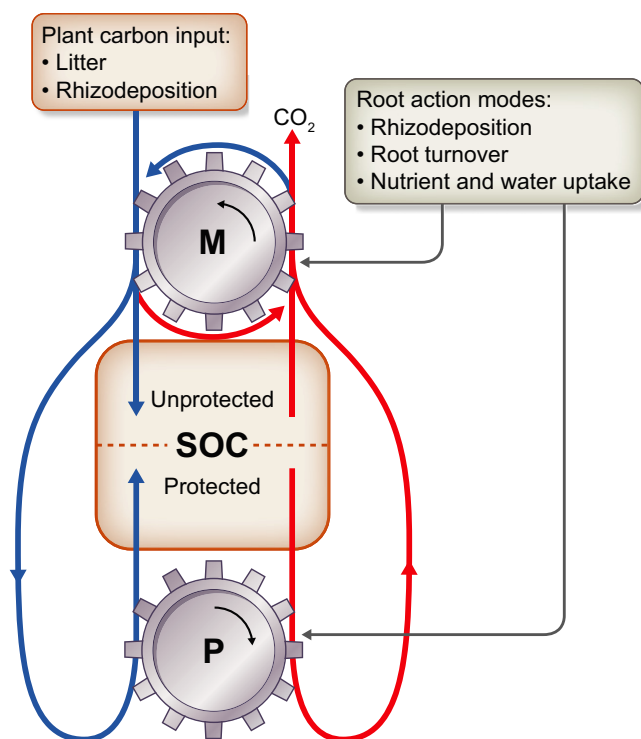 Plant carbon input:
• Litter
• Rhizodeposition
CO₂
Root action modes:
• Rhizodeposition
• Root turnover
• Nutrient and water uptake
M
Unprotected
SOC
Protected
P